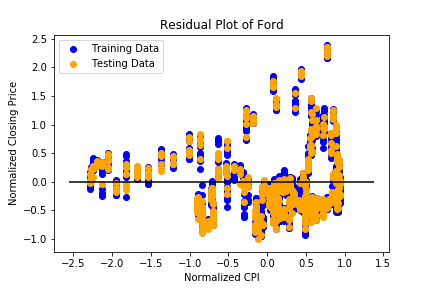 Residual Plot of Ford
Training Data
Testing Data
Normalized Closing Price
2.5
2.0
1.5
1.0
0.5
0.0
−0.5
−1.0
−2.5 −2.0 −1.5 −1.0 −0.5 0.0 0.5 1.0 1.5
Normalized CPI